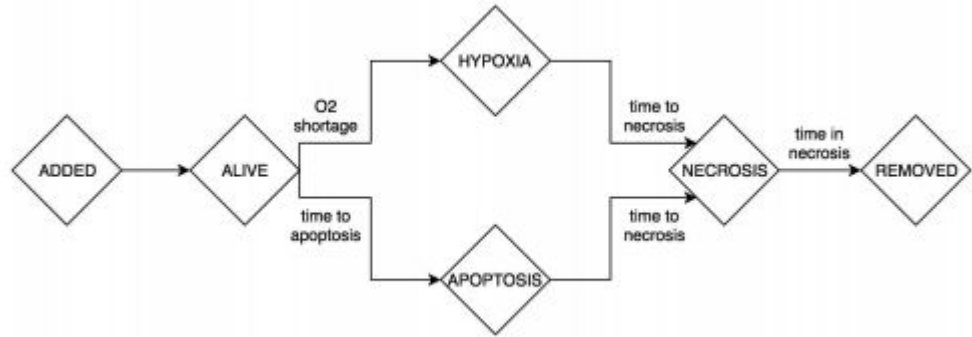 HYPOXIA
O2
shortage
time to
necrosis
time in
necrosis
ADDED
ALIVE
NECROSIS
REMOVED
time to
apoptosis
time to
necrosis
APOPTOSIS